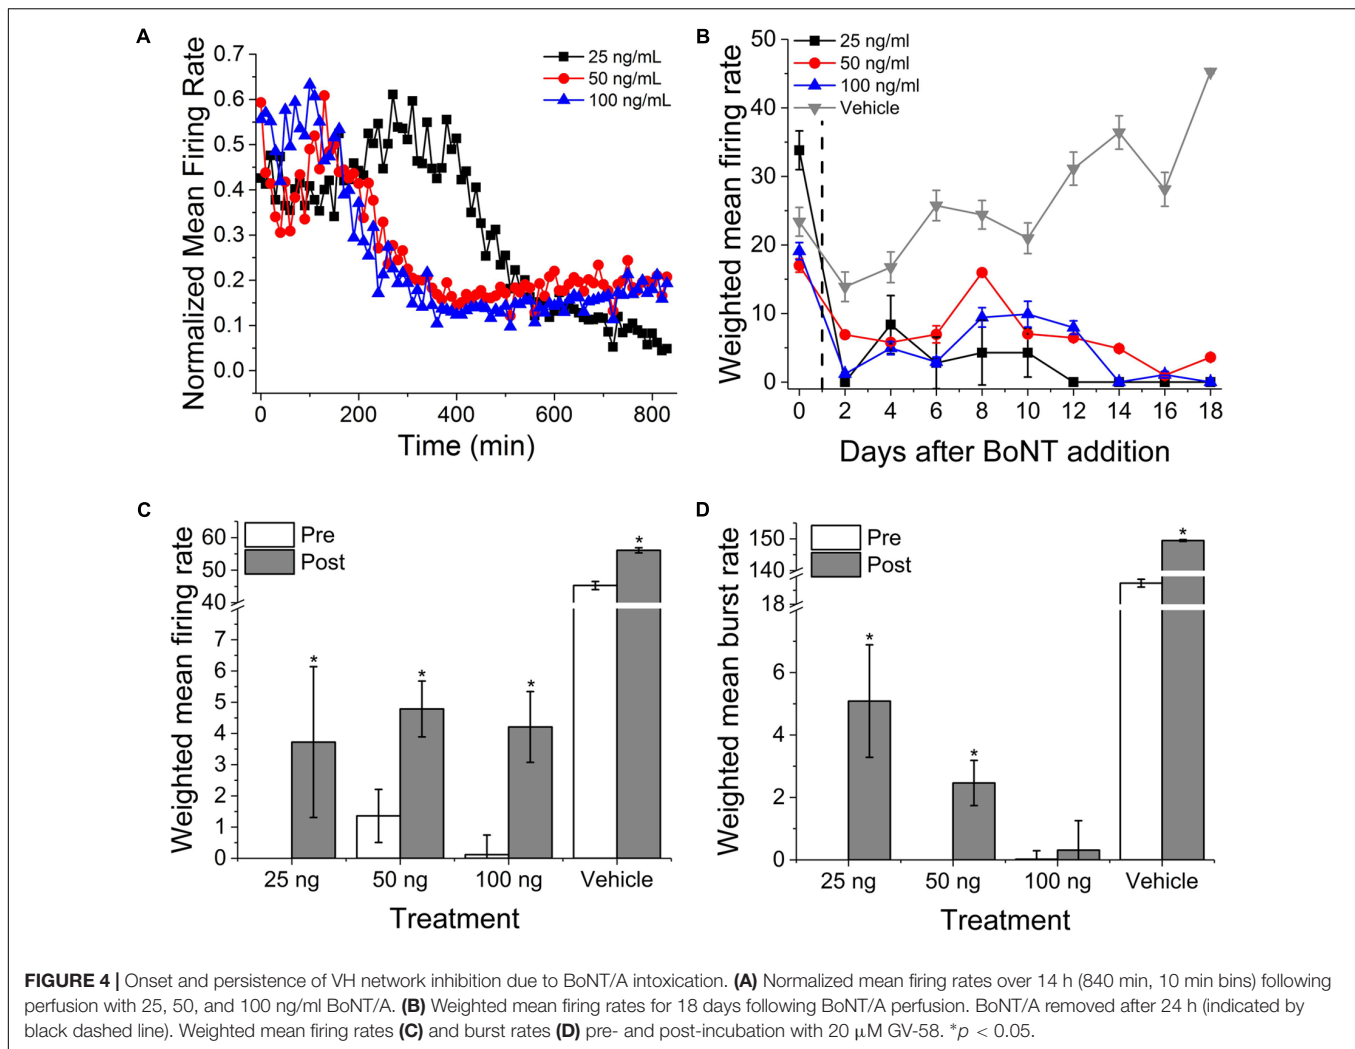 A
Normalized Mean Firing Rate
0.7
0.6
0.5
0.4
0.3
0.2
0.1
0.0
25 ng/mL
50 ng/mL
100 ng/mL
0 200 400 600 800
Time (min)
B
Weighted mean firing rate
50
40
30
20
10
0
25 ng/ml
50 ng/ml
100 ng/ml
Vehicle
0 2 4 6 8 10 12 14 16 18
Days after BoNT addition
C
Weighted mean firing rate
60
50
40
7
6
5
4
3
2
1
0
Pre
Post
* * * *
25 ng 50 ng 100 ng Vehicle
Treatment
D
Weighted mean burst rate
150
140
18
6
4
2
0
Pre
Post
* * *
25 ng 50 ng 100 ng Vehicle
Treatment
FIGURE 4 | Onset and persistence of VH network inhibition due to BoNT/A intoxication. (A) Normalized mean firing rates over 14 h (840 min, 10 min bins) following
perfusion with 25, 50, and 100 ng/ml BoNT/A. (B) Weighted mean firing rates for 18 days following BoNT/A perfusion. BoNT/A removed after 24 h (indicated by
black dashed line). Weighted mean firing rates (C) and burst rates (D) pre- and post-incubation with 20 μM GV-58. *p < 0.05.